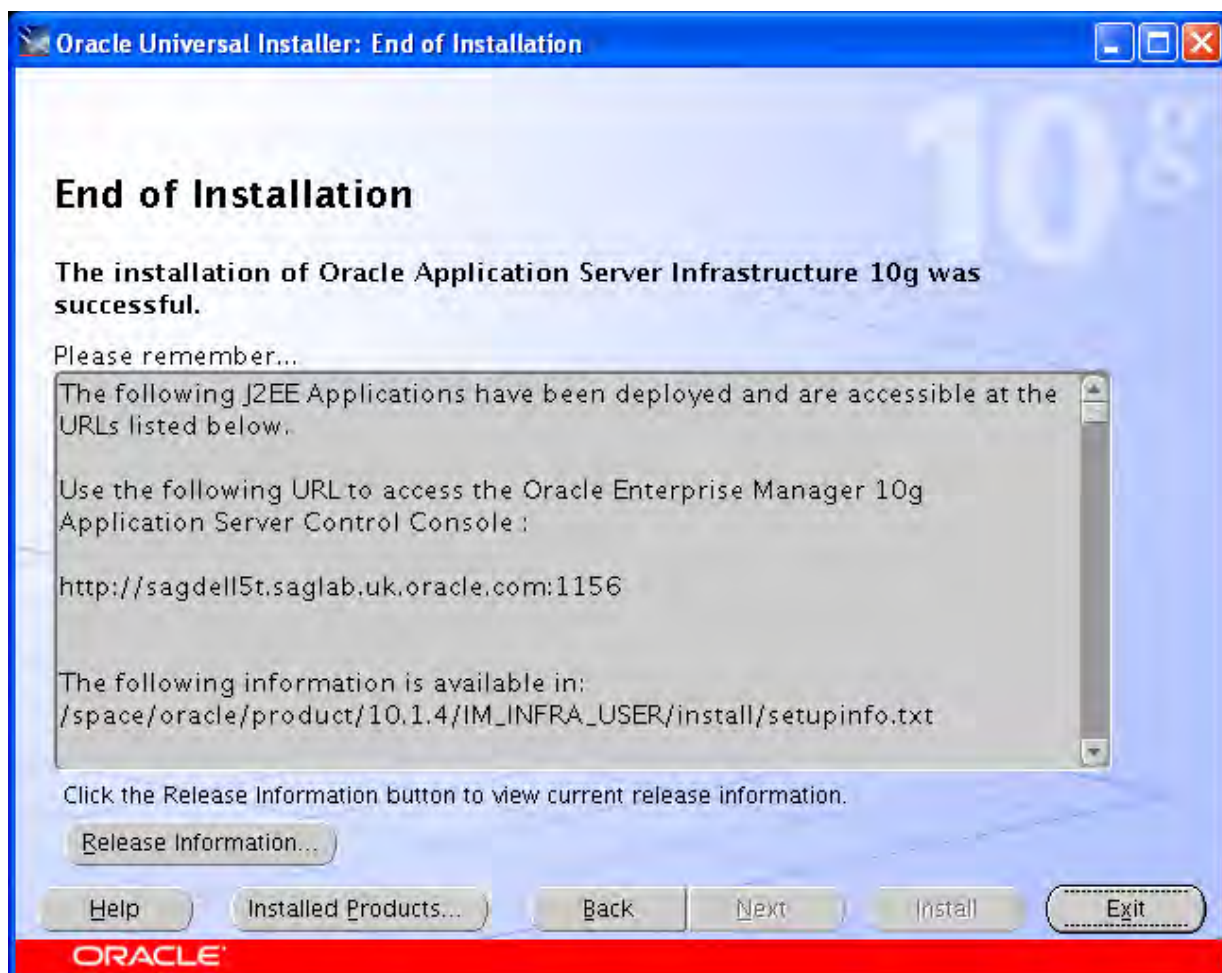 Oracle Universal Installer: End of Installation
10g
End of Installation
The installation of Oracle Application Server Infrastructure 10g was
successful.
Please remember...
The following J2EE Applications have been deployed and are accessible at the
URLs listed below.
Use the following URL to access the Oracle Enterprise Manager 10g
Application Server Control Console :
http://sagdell5t.saglab.uk.oracle.com:1156
The following information is available in:
/space/oracle/product/10.1.4/IM_INFRA_USER/install/setupinfo.txt
Click the Release Information button to view current release information.
Release Information...
Help Installed Products... Back Next Install Exit
ORACLE